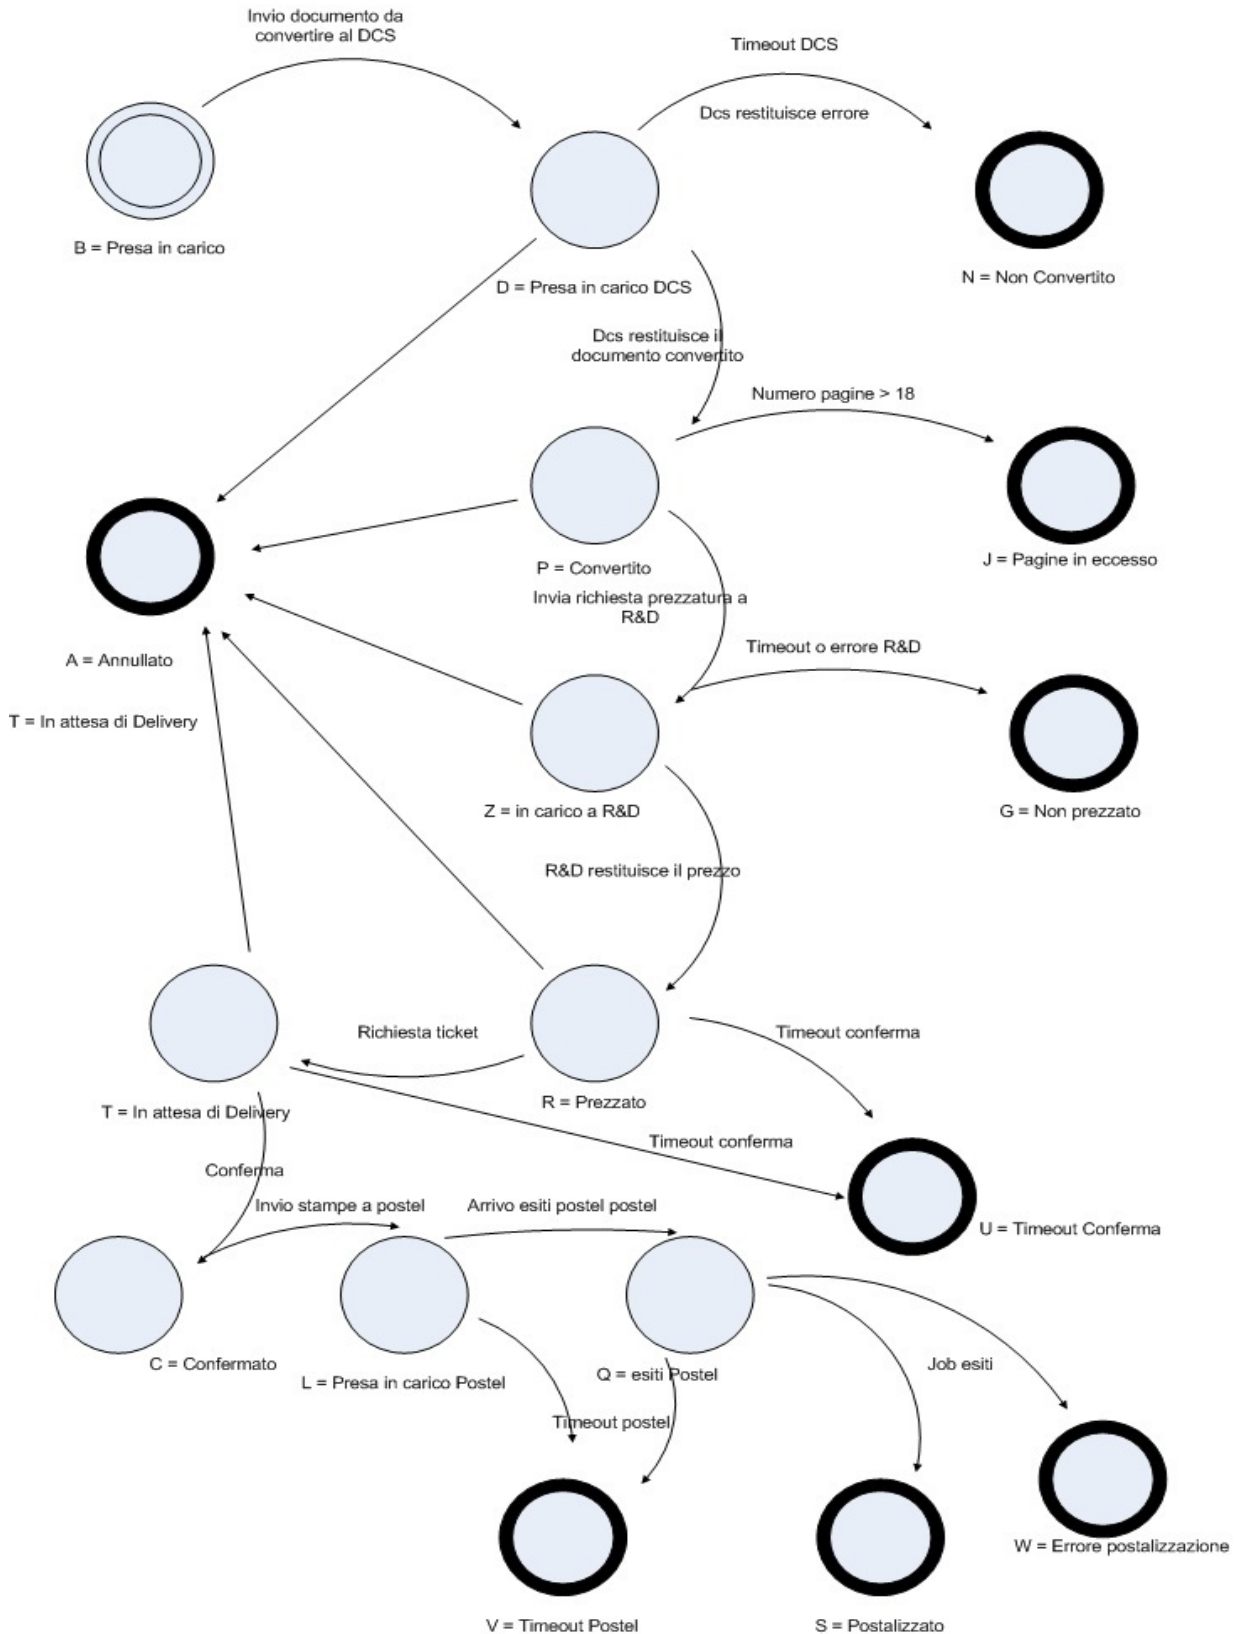 Invio documento da
convertire al DCS
Timeout DCS
Dcs restituisce errore
B = Presa in carico
D = Presa in carico DCS
N = Non Convertito
Dcs restituisce il
documento convertito
Numero pagine > 18
P = Convertito
J = Pagine in eccesso
Invia richiesta prezzatura a
R&D
Timeout o errore R&D
A = Annullato
T = In attesa di Delivery
Z = in carico a R&D
G = Non prezzato
R&D restituisce il prezzo
Richiesta ticket
Timeout conferma
R = Prezzato
T = In attesa di Delivery
Timeout conferma
Conferma
Invio stampe a postel
Arrivo esiti postel postel
U = Timeout Conferma
C = Confermato
L = Presa in carico Postel
Q = esiti Postel
Job esiti
Timeout postel
W = Errore postalizzazione
V = Timeout Postel
S = Postalizzato